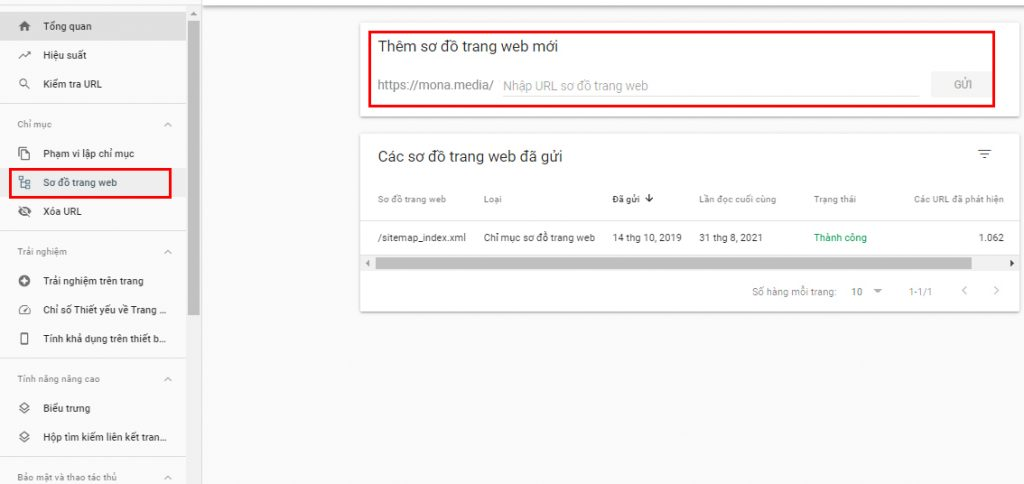 Tổng quan
Hiệu suất
Kiểm tra URL
Chỉ mục
Phạm vi lập chỉ mục
Sơ đồ trang web
Xóa URL
Trải nghiệm
Trải nghiệm trên trang
Chỉ số Thiết yếu về Trang ...
Tính khả dụng trên thiết b...
Tính năng nâng cao
Biểu trưng
Hộp tìm kiếm liên kết tran...
Bảo mật và thao tác thủ
Thêm sơ đồ trang web mới
https://mona.media/ Nhập URL sơ đồ trang web GỬI
Các sơ đồ trang web đã gửi
Sơ đồ trang web Loại Đã gửi Lần đọc cuối cùng Trạng thái Các URL đã phát hiện
/sitemap_index.xml Chỉ mục sơ đồ trang web 14 thg 10, 2019 31 thg 8, 2021 Thành công 1.062
Số hàng mỗi trang: 10 1-1/1